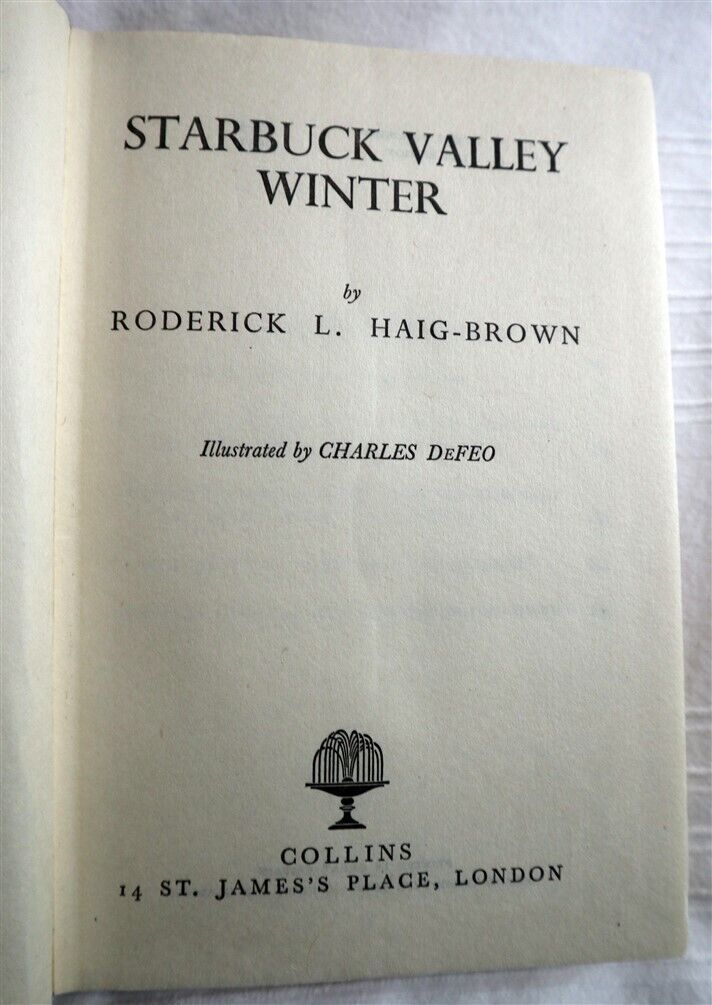 STARBUCK VALLEY
WINTER
by
RODERICK L. HAIG-BROWN
Illustrated by CHARLES DEFEO
COLLINS
14 ST. JAMES'S PLACE, LONDON